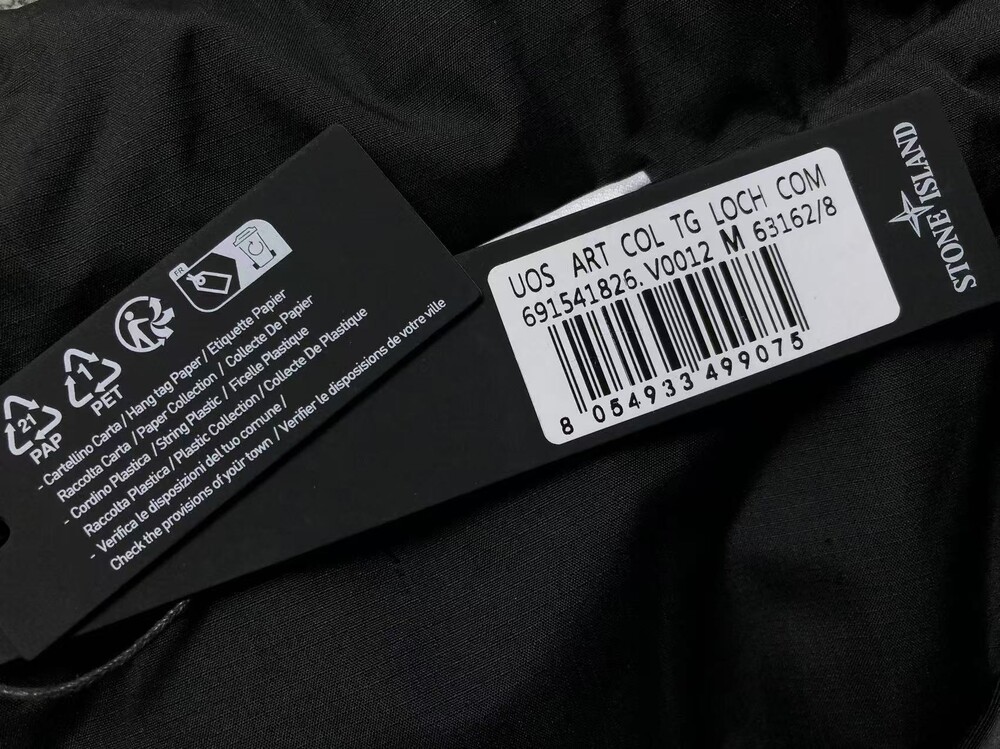 FR
21
PAP
1
PET
- Cartellino Carta / Hang tag Paper / Etiquette Papier
Raccolta Carta / Paper Collection / Collecte De Papier
- Cordino Plastica / String Plastic / Ficelle Plastique
Raccolta Plastica / Plastic Collection / Collecte De Plastique
- Verifica le disposizioni del tuo comune /
Check the provisions of your town / Verifier le disposisions de votre ville
UOS ART COL TG LOCH COM
691541826. V0012 M 63162/8
8 054933 499075
STONE ISLAND